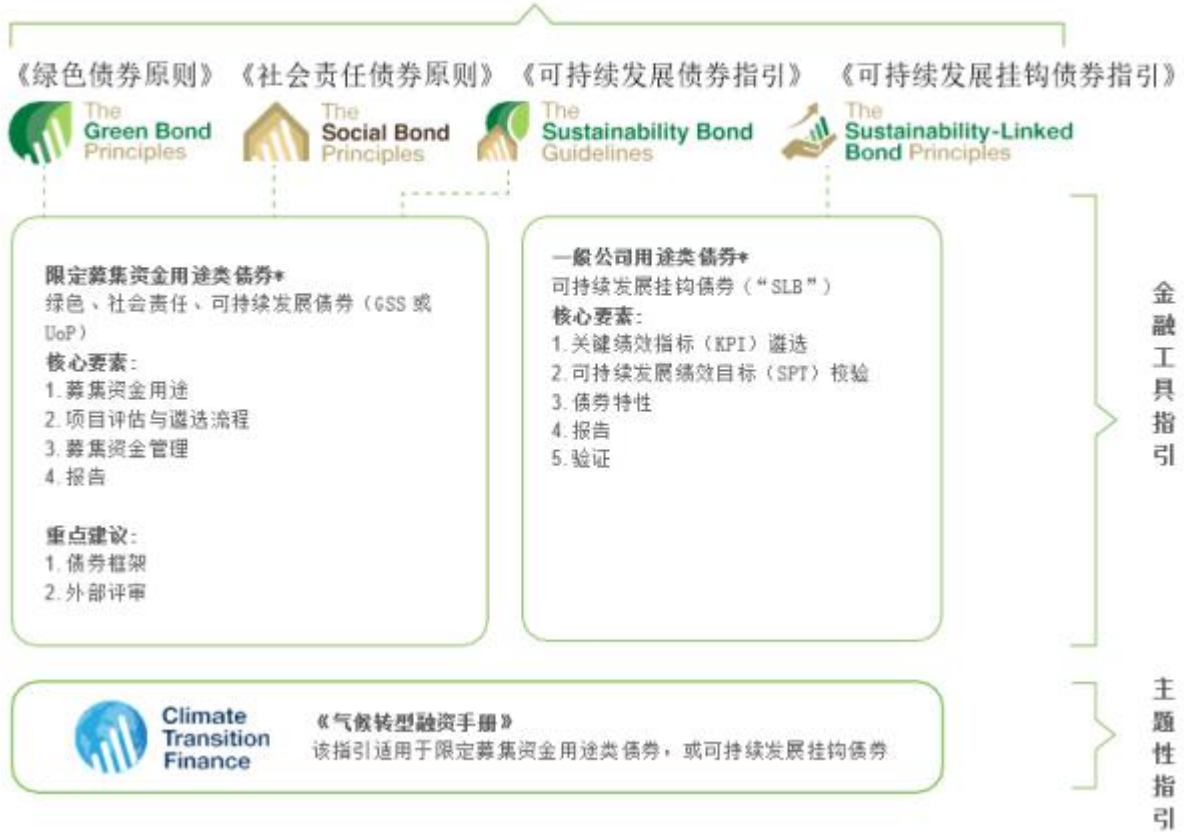 《绿色债券原则》 《社会责任债券原则》 《可持续发展债券指引》 《可持续发展挂钩债券指引》
The
Green Bond
Principles
The
Social Bond
Principles
The
Sustainability Bond
Guidelines
The
Sustainability-Linked
Bond Principles
限定募集资金用途类债券*
绿色、社会责任、可持续发展债券（GSS 或
UoP）
核心要素：
1.募集资金用途
2.项目评估与遴选流程
3.募集资金管理
4.报告
重点建议：
1.债券框架
2.外部评审
一般公司用途类债券*
可持续发展挂钩债券（“SLB”）
核心要素：
1.关键绩效指标（KPI）遴选
2.可持续发展绩效目标（SPT）校验
3.债券特性
4.报告
5.验证
金融工具指引
Climate
Transition
Finance
《气候转型融资手册》
该指引适用于限定募集资金用途类债券，或可持续发展挂钩债券
主题性指引